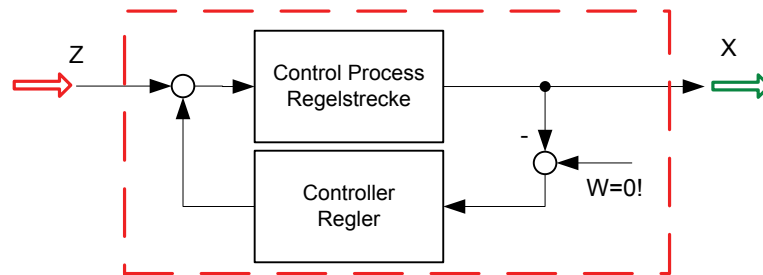 Z
X
Control Process
Regelstrecke
-
W=0!
Controller
Regler